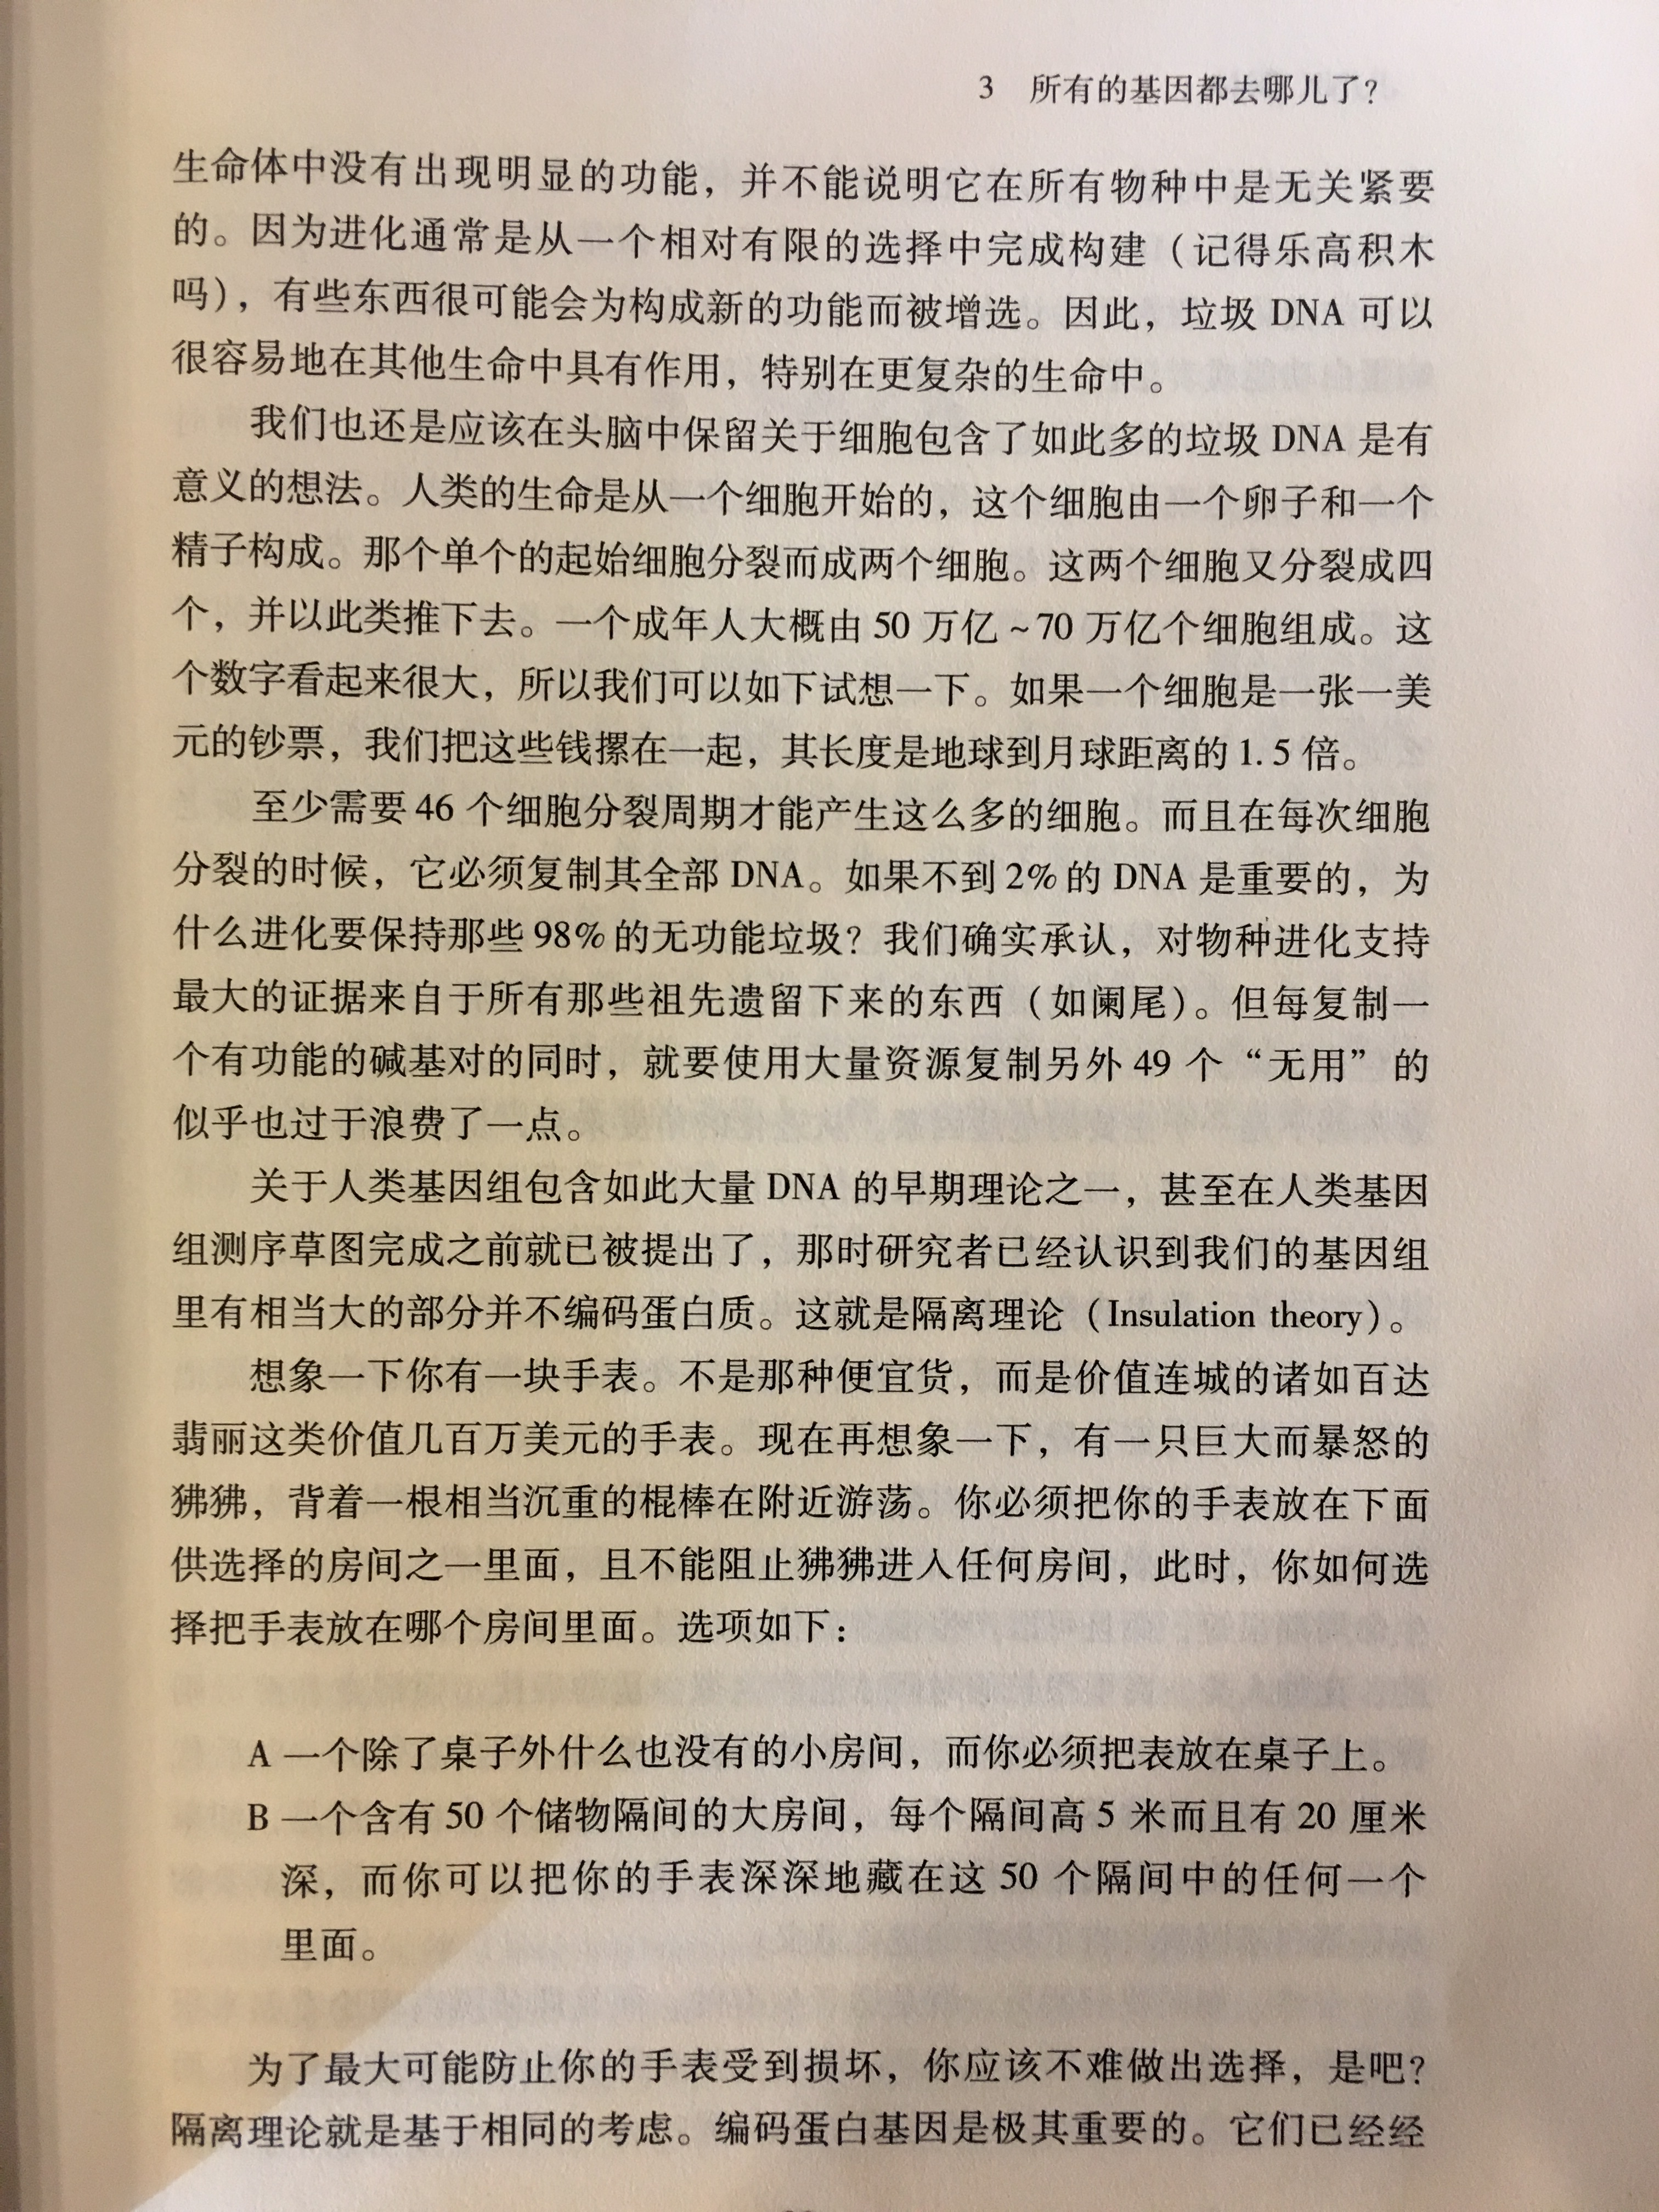 3 所有的基因都去哪儿了？
生命体中没有出现明显的功能，并不能说明它在所有物种中是无关紧要
的。因为进化通常是从一个相对有限的选择中完成构建（记得乐高积木
吗），有些东西很可能会为构成新的功能而被增选。因此，垃圾 DNA 可以
很容易地在其他生命中具有作用，特别在更复杂的生命中。
我们也还是应该在头脑中保留关于细胞包含了如此多的垃圾 DNA 是有
意义的想法。人类的生命是从一个细胞开始的，这个细胞由一个卵子和一个
精子构成。那个单个的起始细胞分裂而成两个细胞。这两个细胞又分裂成四
个，并以此类推下去。一个成年人大概由 50 万亿 ~ 70 万亿个细胞组成。这
个数字看起来很大，所以我们可以如下试想一下。如果一个细胞是一张一美
元的钞票，我们把这些钱摞在一起，其长度是地球到月球距离的 1.5 倍。
至少需要 46 个细胞分裂周期才能产生这么多的细胞。而且在每次细胞
分裂的时候，它必须复制其全部 DNA。如果不到 2% 的 DNA 是重要的，为
什么进化要保持那些 98% 的无功能垃圾？我们确实承认，对物种进化支持
最大的证据来自于所有那些祖先遗留下来的东西（如阑尾）。但每复制一
个有功能的碱基对的同时，就要使用大量资源复制另外 49 个“无用”的
似乎也过于浪费了一点。
关于人类基因组包含如此大量 DNA 的早期理论之一，甚至在人类基因
组测序草图完成之前就已被提出了，那时研究者已经认识到我们的基因组
里有相当大的部分并不编码蛋白质。这就是隔离理论（Insulation theory）。
想象一下你有一块手表。不是那种便宜货，而是价值连城的诸如百达
翡丽这类价值几百万美元的手表。现在再想象一下，有一只巨大而暴怒的
狒狒，背着一根相当沉重的棍棒在附近游荡。你必须把你的手表放在下面
供选择的房间之一里面，且不能阻止狒狒进入任何房间，此时，你如何选
择把手表放在哪个房间里面。选项如下：
A 一个除了桌子外什么也没有的小房间，而你必须把表放在桌子上。
B 一个含有 50 个储物隔间的大房间，每个隔间高 5 米而且有 20 厘米
深，而你可以把你的手表深深地藏在这 50 个隔间中的任何一个
里面。
为了最大可能防止你的手表受到损坏，你应该不难做出选择，是吧？
隔离理论就是基于相同的考虑。编码蛋白基因是极其重要的。它们已经经